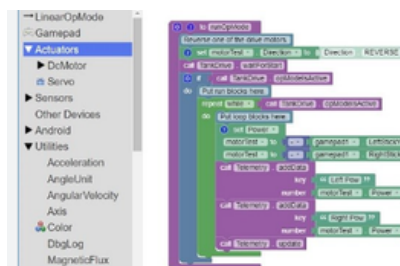 LinearOpMode
Gamepad
Actuators
DcMotor
Servo
Sensors
Other Devices
Android
Utilities
Acceleration
AngleUnit
AngularVelocity
Axis
Color
DbgLog
MagneticFlux
to runOpMode
Reverse one of the drive motors.
set motorTest . Direction to Direction REVERSE
call TankDrive . waitForStart
if call TankDrive . opModeIsActive
do Put run blocks here.
repeat while call TankDrive . opModeIsActive
do Put loop blocks here.
set Power
motorTest to - gamepad1 . LeftStick
motorTest to - gamepad1 . RightStick
call Telemetry . addData
key " Left Pow "
number motorTest . Power
call Telemetry . addData
key " Right Pow "
number motorTest . Power
call Telemetry . update